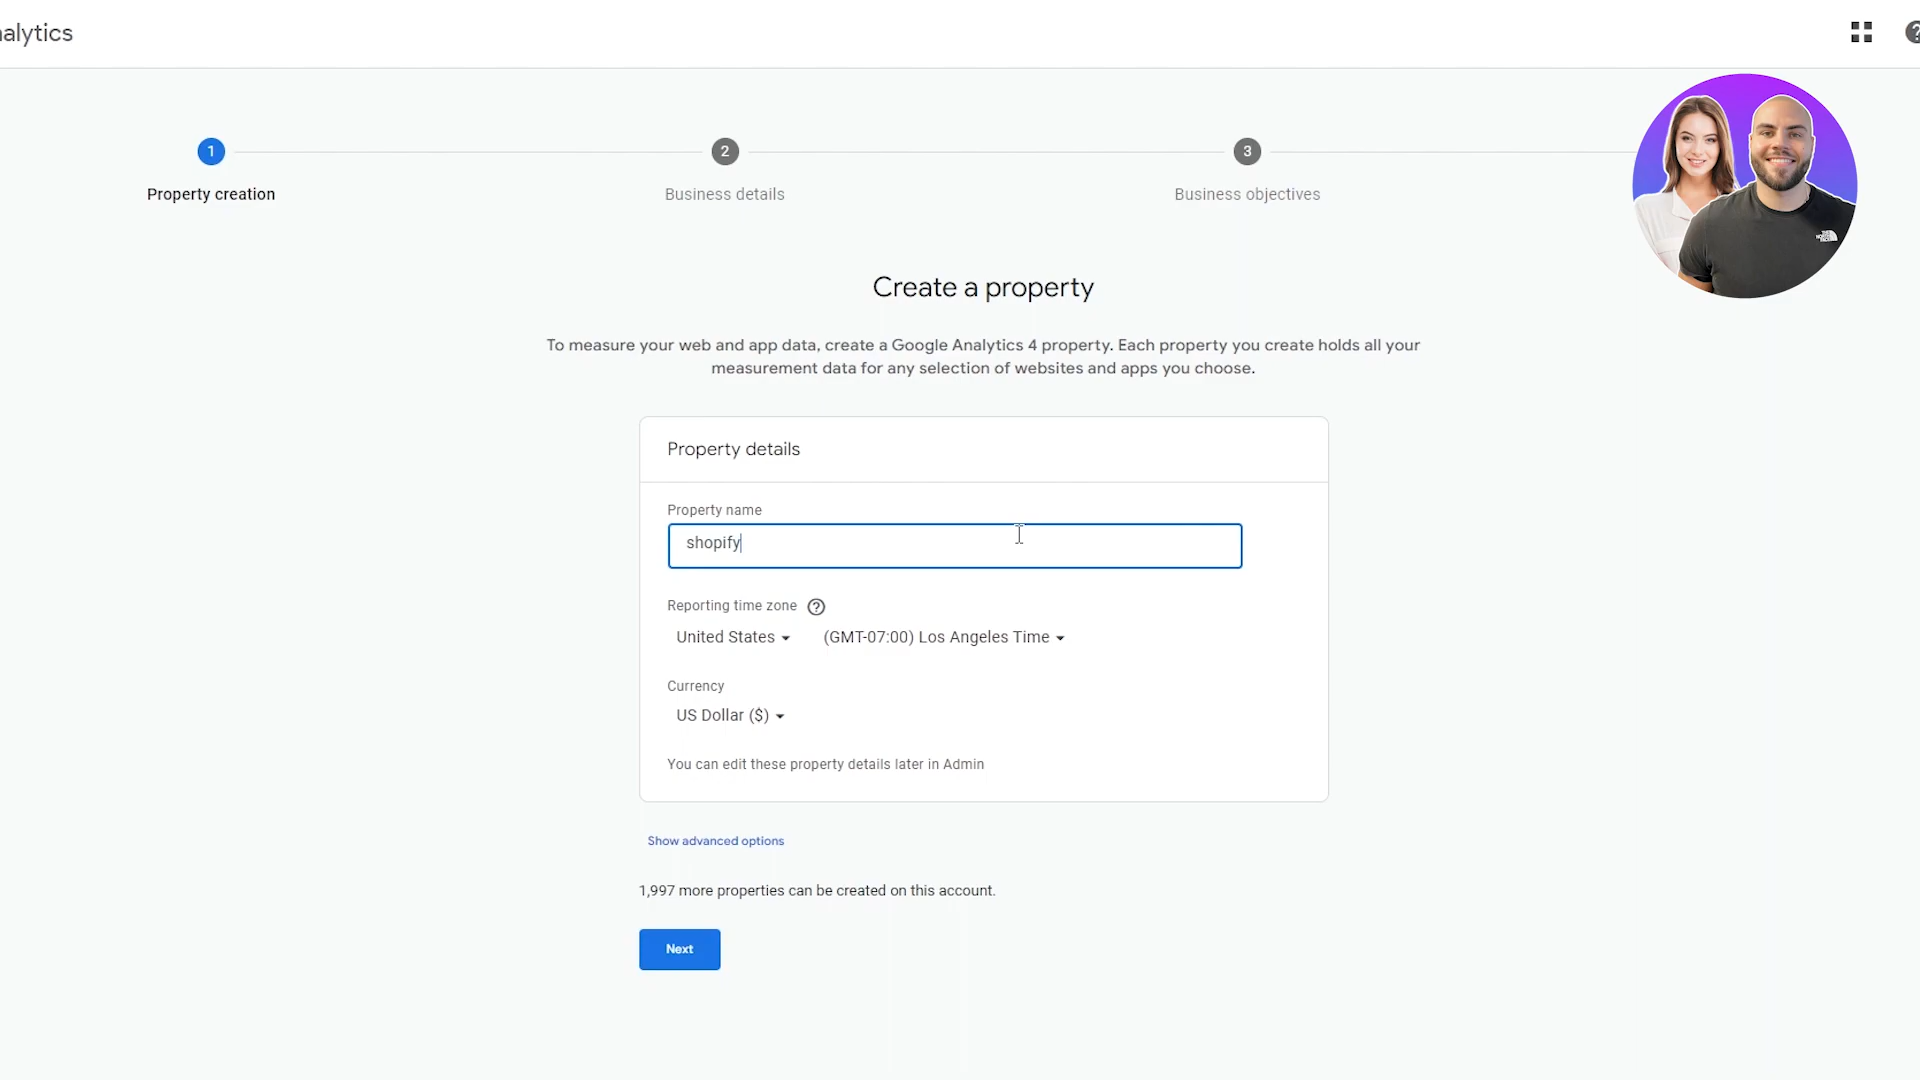 alytics
1
2
3
Property creation
Business details
Business objectives
Create a property
To measure your web and app data, create a Google Analytics 4 property. Each property you create holds all your
measurement data for any selection of websites and apps you choose.
Property details
Property name
shopify
Reporting time zone ?
United States (GMT-07:00) Los Angeles Time
Currency
US Dollar ($)
You can edit these property details later in Admin
Show advanced options
1,997 more properties can be created on this account.
Next